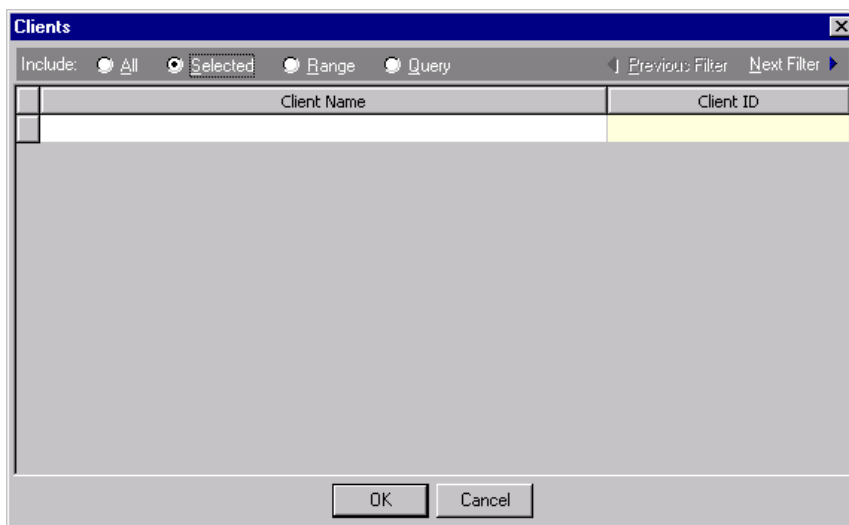 Clients
Include: All Selected Range Query Previous Filter Next Filter
Client Name Client ID
OK Cancel